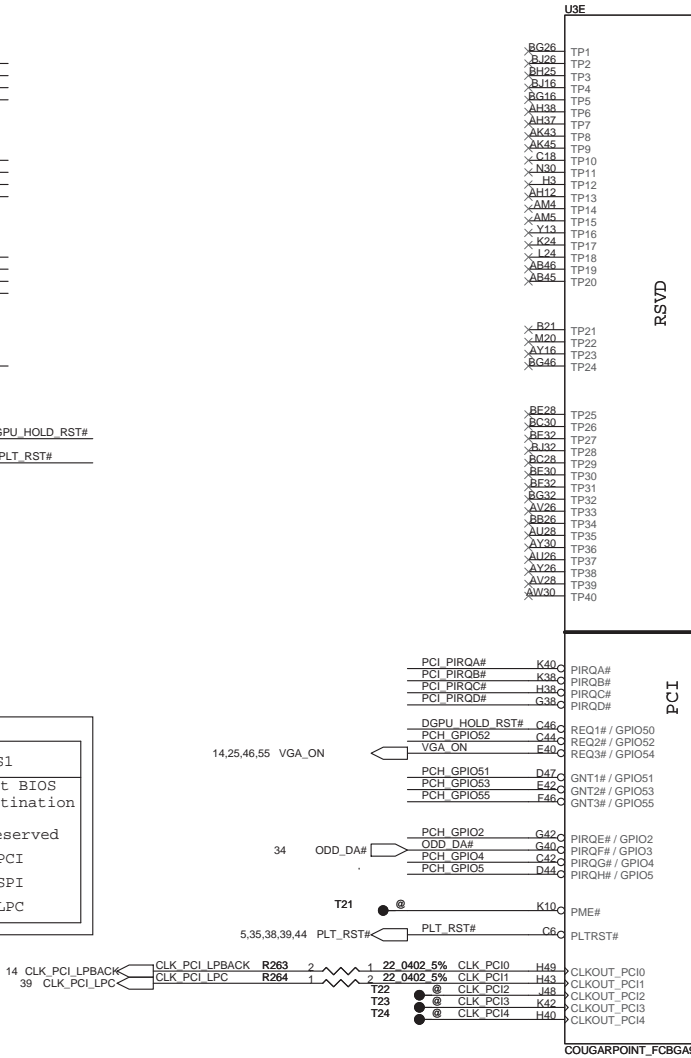 U3E
BG26 TP1
BJ26 TP2
BH25 TP3
BJ16 TP4
BG16 TP5
AH38 TP6
AH37 TP7
AK43 TP8
AK45 TP9
C18 TP10
N30 TP11
H3 TP12
AH12 TP13
AM4 TP14
AM5 TP15
Y13 TP16
K24 TP17
L24 TP18
AB46 TP19
AB45 TP20
RSVD
B21 TP21
M20 TP22
AY16 TP23
BG46 TP24
BE28 TP25
BC30 TP26
BE32 TP27
BJ32 TP28
BC28 TP29
BE30 TP30
BF32 TP31
BG32 TP32
AV26 TP33
BB26 TP34
AU28 TP35
AY30 TP36
AU26 TP37
AY26 TP38
AV28 TP39
AW30 TP40
GPU_HOLD_RST#
PLT_RST#
PCI
PCI_PIRQA# K40 PIRQA#
PCI_PIRQB# K38 PIRQB#
PCI_PIRQC# H38 PIRQC#
PCI_PIRQD# G38 PIRQD#
DGPU_HOLD_RST# C46 REQ1# / GPIO50
PCH_GPIO52 C44 REQ2# / GPIO52
14,25,46,55 VGA_ON VGA_ON E40 REQ3# / GPIO54
PCH_GPIO51 D47 GNT1# / GPIO51
PCH_GPIO53 E42 GNT2# / GPIO53
PCH_GPIO55 F46 GNT3# / GPIO55
PCH_GPIO2 G42 PIRQE# / GPIO2
34 ODD_DA# ODD_DA# G40 PIRQF# / GPIO3
PCH_GPIO4 C42 PIRQG# / GPIO4
PCH_GPIO5 D44 PIRQH# / GPIO5
T21 @ K10 PME#
5,35,38,39,44 PLT_RST# PLT_RST# C6 PLTRST#
S1
BIOS
eserved
PCI
SPI
LPC
14 CLK_PCI_LPBACK CLK_PCI_LPBACK R263 2 1 22_0402_5% CLK_PCI0 H49 CLKOUT_PCI0
39 CLK_PCI_LPC CLK_PCI_LPC R264 1 2 22_0402_5% CLK_PCI1 H43 CLKOUT_PCI1
T22 @ CLK_PCI2 J48 CLKOUT_PCI2
T23 @ CLK_PCI3 K42 CLKOUT_PCI3
T24 @ CLK_PCI4 H40 CLKOUT_PCI4
COUGARPOINT_FCBGA9